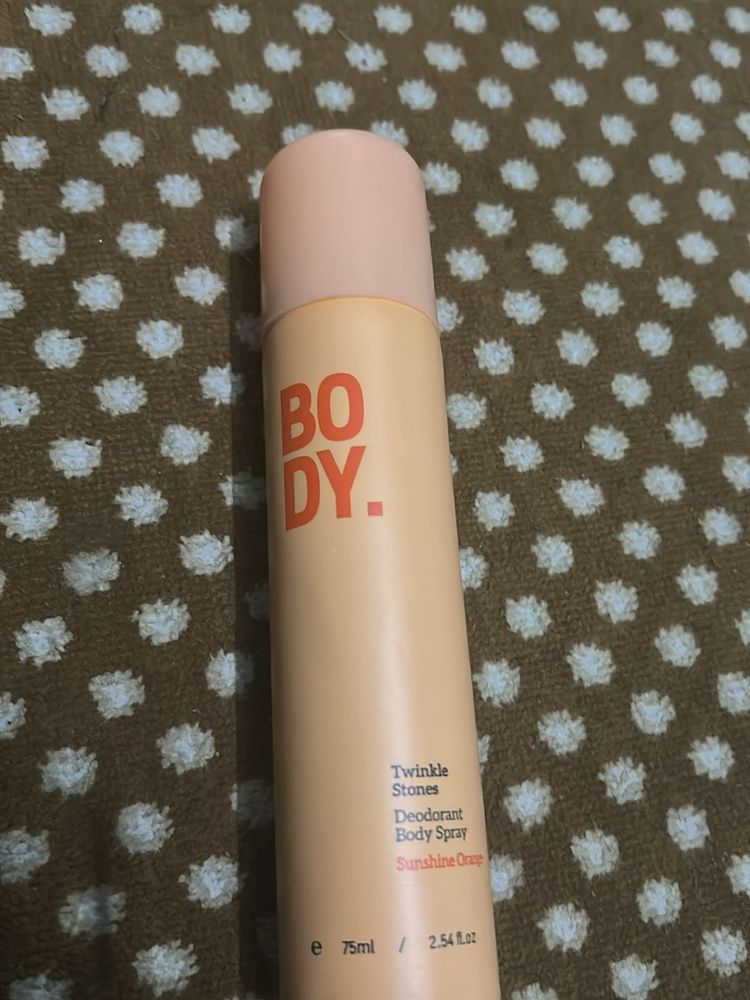 BO
DY.
Twinkle
Stones
Deodorant
Body Spray
Sunshine Orange
℮ 75ml / 2.54 fl.oz